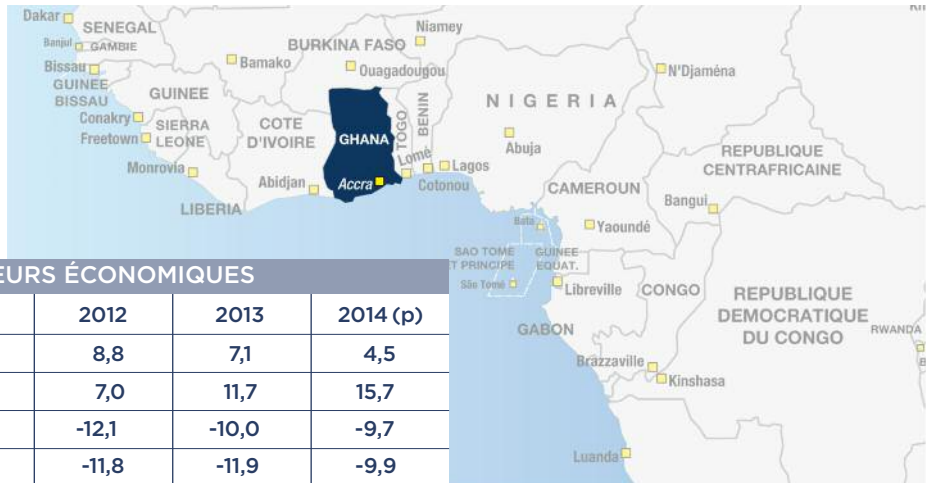 Dakar
SENEGAL
Banjul
GAMBIE
Bissau
GUINEE
BISSAU
GUINEE
Conakry
SIERRA
LEONE
Freetown
Monrovia
LIBERIA
Bamako
BURKINA FASO
Ouagadougou
Niamey
COTE
D'IVOIRE
Abidjan
GHANA
Accra
TOGO
Lomé
BENIN
Cotonou
Lagos
NIGERIA
Abuja
N'Djaména
REPUBLIQUE
CENTRAFRICAINE
Bangui
CAMEROUN
Yaoundé
Bata
SAO TOME
ET PRINCIPE
São Tomé
GUINEE
EQUAT.
Libreville
GABON
CONGO
Brazzaville
Kinshasa
REPUBLIQUE
DEMOCRATIQUE
DU CONGO
RWANDA
Luanda
EURS ÉCONOMIQUES
2012 2013 2014 (p)
8,8 7,1 4,5
7,0 11,7 15,7
-12,1 -10,0 -9,7
-11,8 -11,9 -9,9